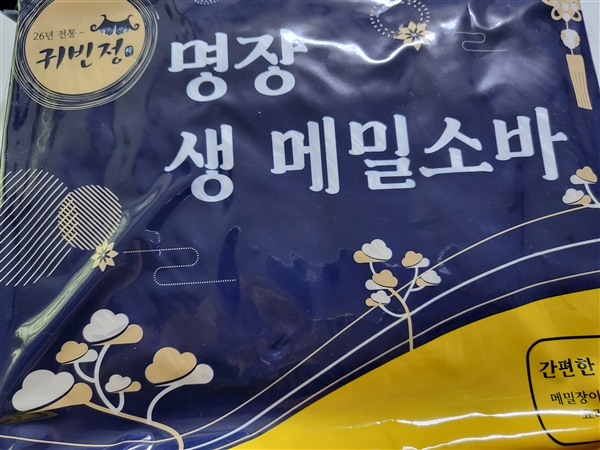 26년 전통~
귀빈정
명장
생 메밀소바
간편한
메밀장이